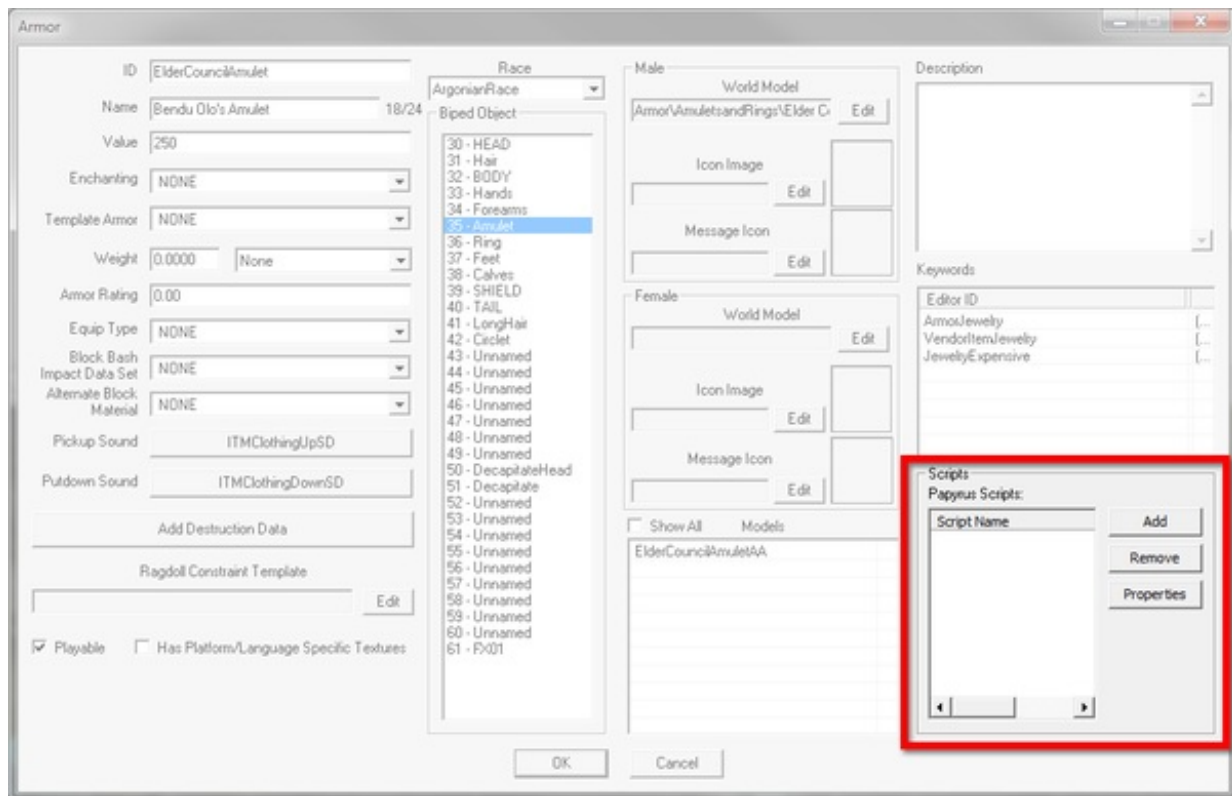 Armor
ID ElderCouncilAmulet
Name Bendu Olo's Amulet 18/24
Value 250
Enchanting NONE
Template Armor NONE
Weight 0.0000 None
Armor Rating 0.00
Equip Type NONE
Block Bash
Impact Data Set NONE
Alternate Block
Material NONE
Pickup Sound ITMClothingUpSD
Putdown Sound ITMClothingDownSD
Add Destruction Data
Ragdoll Constraint Template
Edit
Playable Has Platform/Language Specific Textures
Race
ArgonianRace
Biped Object
30 - HEAD
31 - Hair
32 - BODY
33 - Hands
34 - Forearms
35 - Amulet
36 - Ring
37 - Feet
38 - Calves
39 - SHIELD
40 - TAIL
41 - LongHair
42 - Circlet
43 - Unnamed
44 - Unnamed
45 - Unnamed
46 - Unnamed
47 - Unnamed
48 - Unnamed
49 - Unnamed
50 - DecapitateHead
51 - Decapitate
52 - Unnamed
53 - Unnamed
54 - Unnamed
55 - Unnamed
56 - Unnamed
57 - Unnamed
58 - Unnamed
59 - Unnamed
60 - Unnamed
61 - FX01
Male
World Model
Armor\AmuletsandRings\Elder Co Edit
Icon Image
Edit
Message Icon
Edit
Female
World Model
Edit
Icon Image
Edit
Message Icon
Edit
Show All Models
ElderCouncilAmuletAA
Description
Keywords
Editor ID
ArmorJewelry [...
VendorItemJewelry [...
JewelryExpensive [...
Scripts
Papyrus Scripts:
Script Name
Add
Remove
Properties
OK Cancel